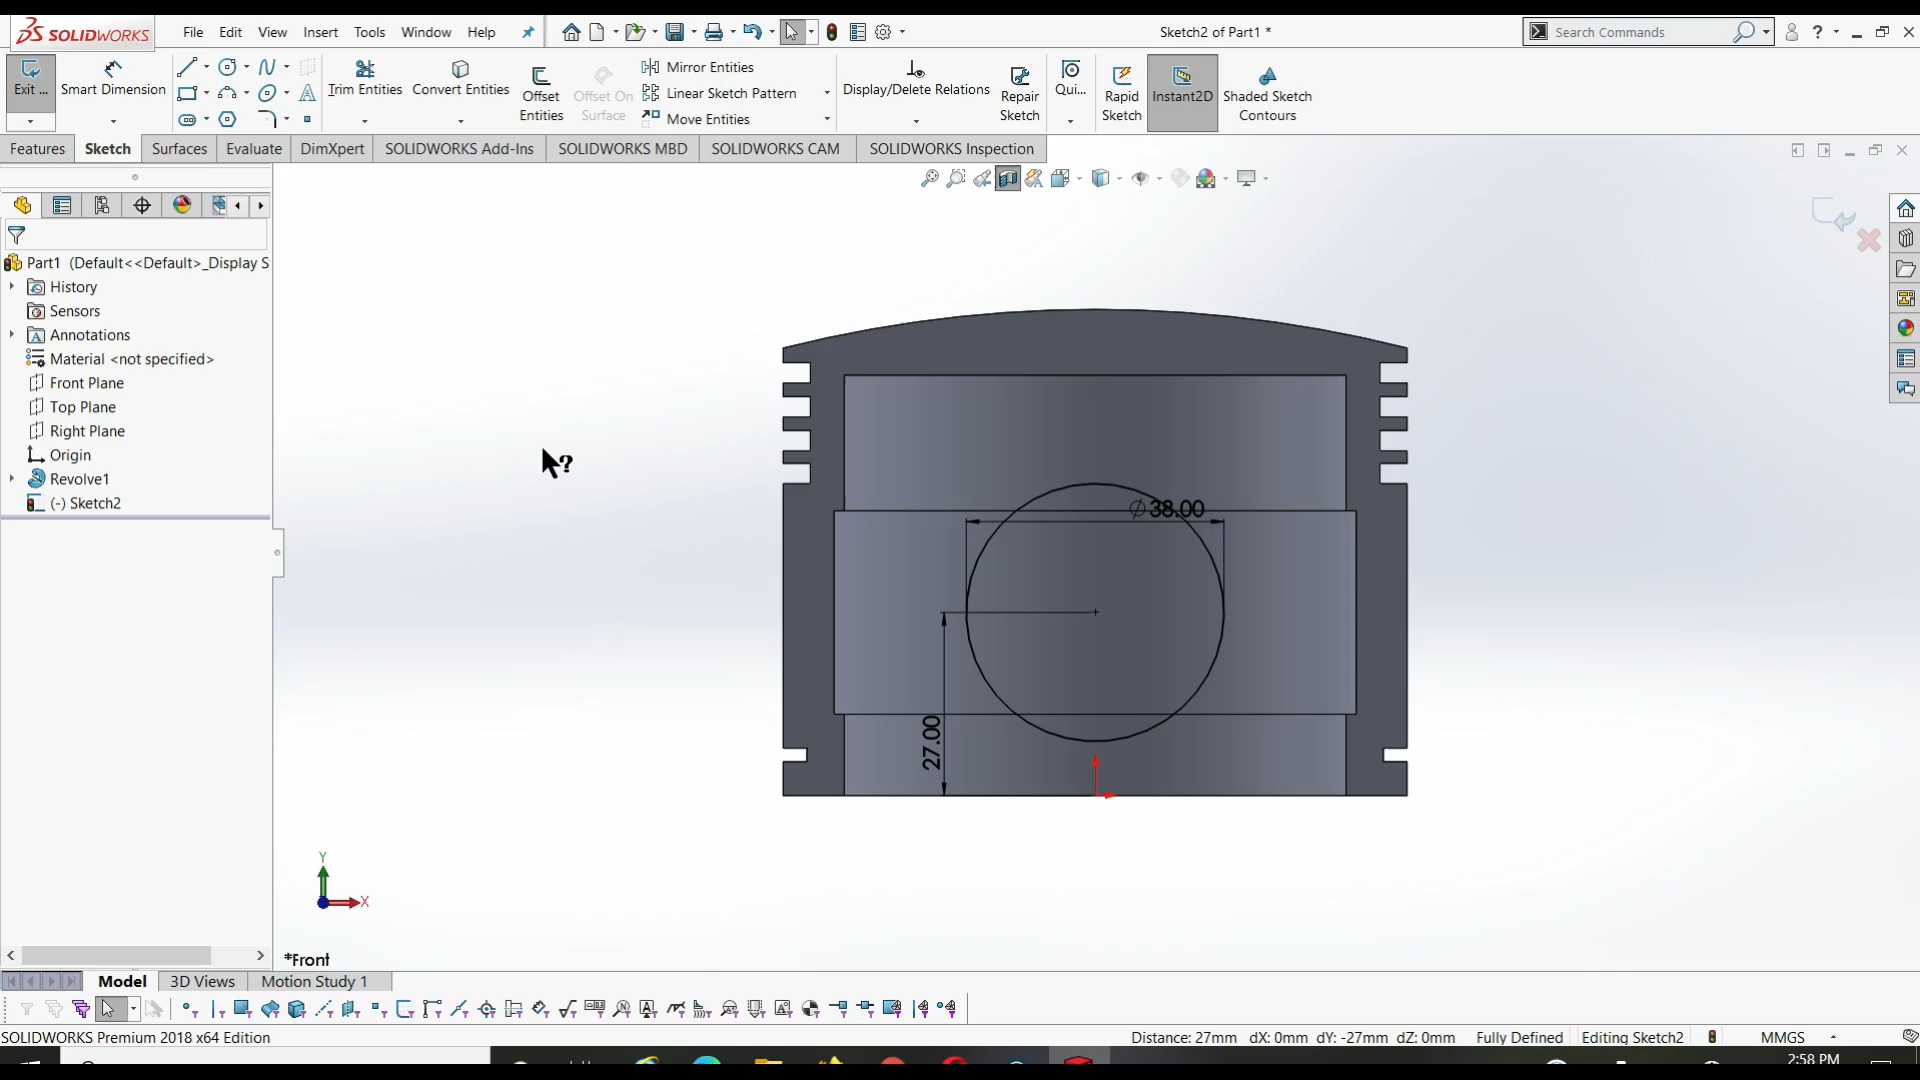 SOLIDWORKS File Edit View Insert Tools Window Help Sketch2 of Part1 * Search Commands ?
Exit ... Smart Dimension Trim Entities Convert Entities Offset Entities Offset On Surface Mirror Entities Linear Sketch Pattern Move Entities Display/Delete Relations Repair Sketch Qui... Rapid Sketch Instant2D Shaded Sketch Contours
Features Sketch Surfaces Evaluate DimXpert SOLIDWORKS Add-Ins SOLIDWORKS MBD SOLIDWORKS CAM SOLIDWORKS Inspection
Part1 (Default<<Default>_Display S
History
Sensors
Annotations
Material <not specified>
Front Plane
Top Plane
Right Plane
Origin
Revolve1
(-) Sketch2
∅38.00
27.00
Y
X
*Front
Model 3D Views Motion Study 1
SOLIDWORKS Premium 2018 x64 Edition Distance: 27mm dX: 0mm dY: -27mm dZ: 0mm Fully Defined Editing Sketch2 MMGS
2:58 PM